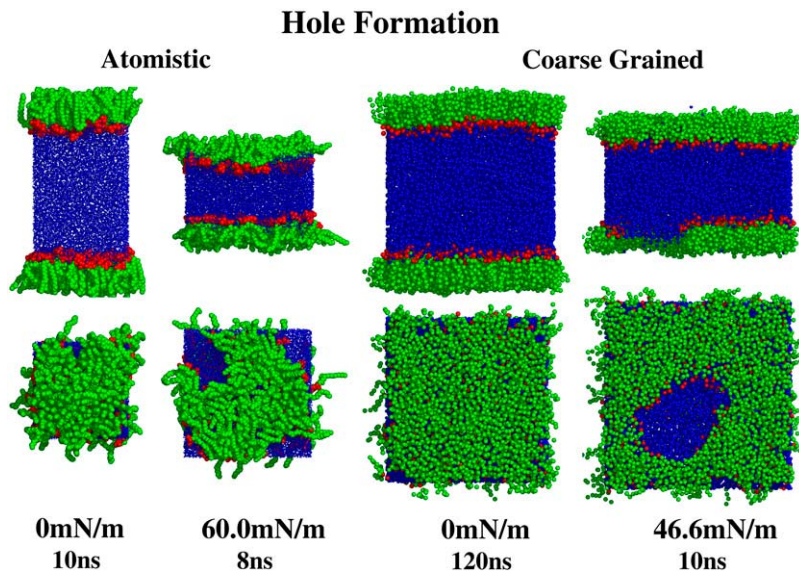 Hole Formation
Atomistic
Coarse Grained
0mN/m
60.0mN/m
0mN/m
46.6mN/m
10ns
8ns
120ns
10ns